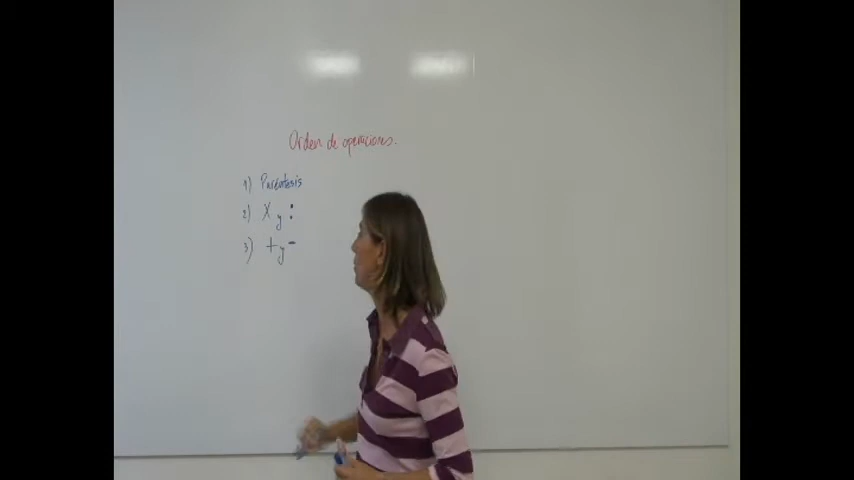 Orden de operaciones.
1) Paréntesis
2) X y :
3) + y -